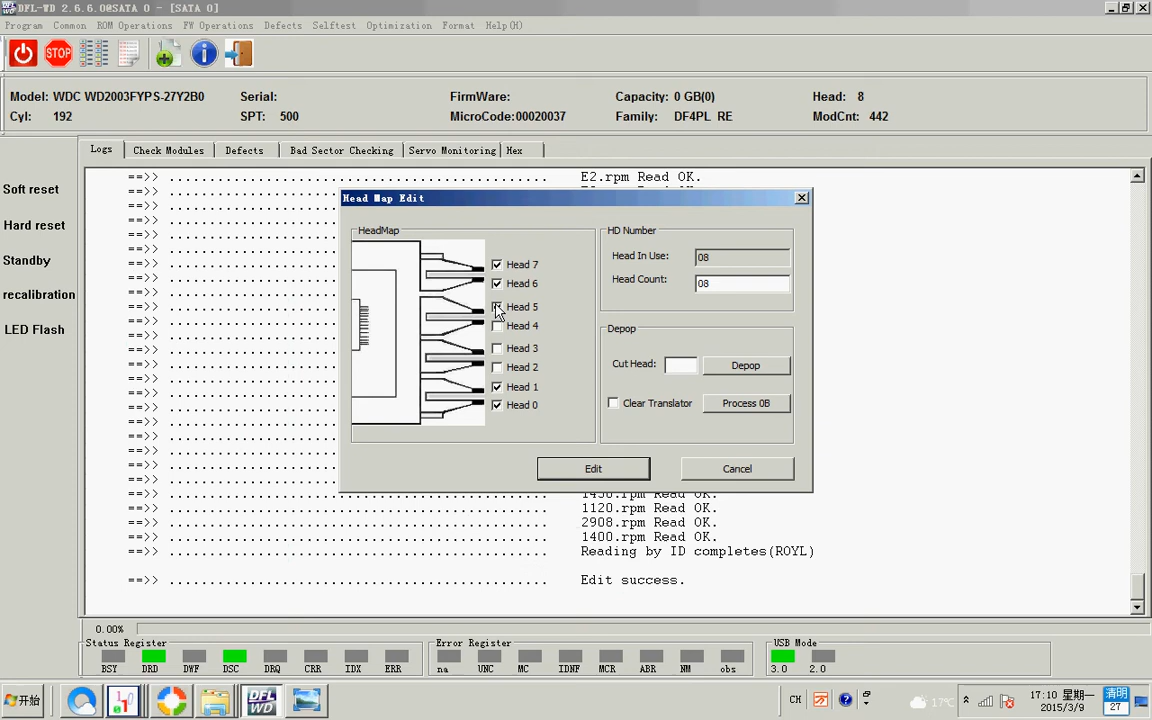 DFL-WD 2.6.6.0@SATA 0 - [SATA 0]
Program Common ROM Operations FW Operations Defects Selftest Optimization Format Help(H)
STOP
Model: WDC WD2003FYPS-27Y2B0 Serial: FirmWare: Capacity: 0 GB(0) Head: 8
Cyl: 192 SPT: 500 MicroCode:00020037 Family: DF4PL RE ModCnt: 442
Logs Check Modules Defects Bad Sector Checking Servo Monitoring Hex
Soft reset
Hard reset
Standby
recalibration
LED Flash
==>> ................................................ E2.rpm Read OK.
Head Map Edit
HeadMap
Head 7
Head 6
Head 5
Head 4
Head 3
Head 2
Head 1
Head 0
HD Number
Head In Use: 08
Head Count: 08
Depop
Cut Head: Depop
Clear Translator Process 0B
Edit Cancel
1120.rpm Read OK.
2908.rpm Read OK.
1400.rpm Read OK.
Reading by ID completes(ROYL)
==>> ................................................ Edit success.
0.00%
Status Register
BSY DRD DWF DSC DRQ CRR IDX ERR
Error Register
na UNC MC IDNF MCR ABR NM obs
USB Mode
3.0 2.0
开始
DFL
WD
CH
17℃
17:10 星期一
2015/3/9
清明
27